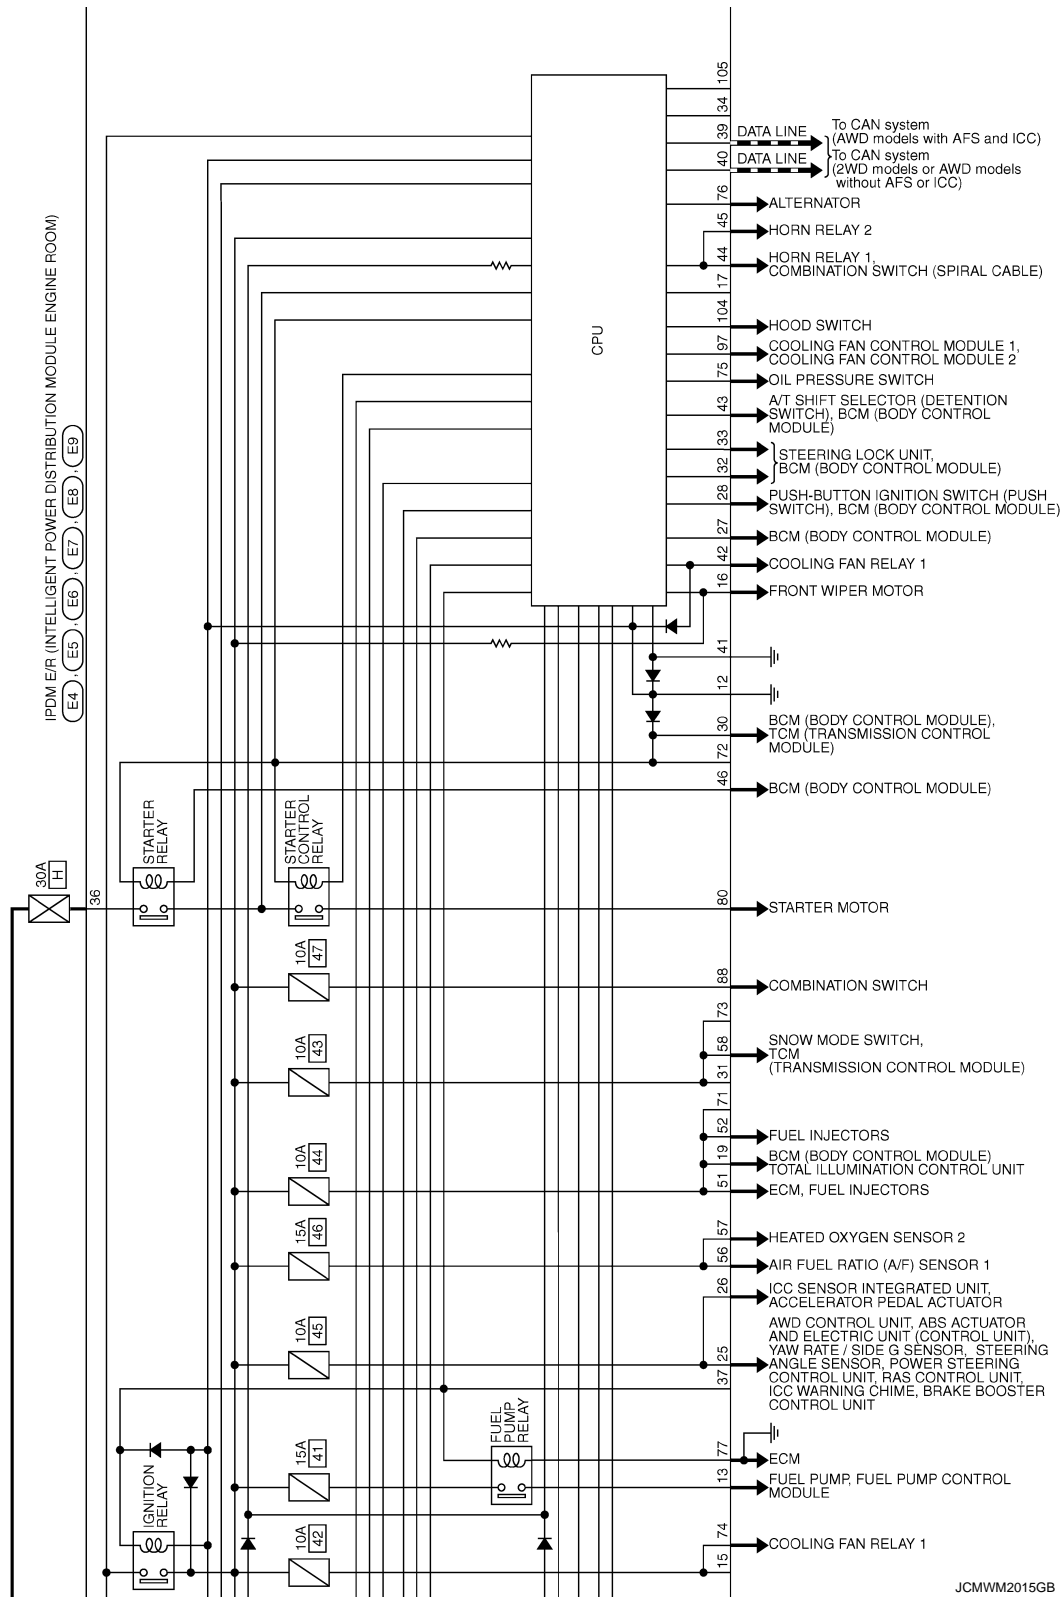 IPDM E/R (INTELLIGENT POWER DISTRIBUTION MODULE ENGINE ROOM)
E4 , E5 , E6 , E7 , E8 , E9
CPU
105
34
39
DATA LINE
To CAN system
(AWD models with AFS and ICC)
40
DATA LINE
To CAN system
(2WD models or AWD models
without AFS or ICC)
76
ALTERNATOR
45
HORN RELAY 2
44
HORN RELAY 1,
COMBINATION SWITCH (SPIRAL CABLE)
17
104
HOOD SWITCH
97
COOLING FAN CONTROL MODULE 1,
COOLING FAN CONTROL MODULE 2
75
OIL PRESSURE SWITCH
43
A/T SHIFT SELECTOR (DETENTION
SWITCH), BCM (BODY CONTROL
MODULE)
33
32
STEERING LOCK UNIT,
BCM (BODY CONTROL MODULE)
28
PUSH-BUTTON IGNITION SWITCH (PUSH
SWITCH), BCM (BODY CONTROL MODULE)
27
BCM (BODY CONTROL MODULE)
42
COOLING FAN RELAY 1
16
FRONT WIPER MOTOR
41
12
30
BCM (BODY CONTROL MODULE),
TCM (TRANSMISSION CONTROL
MODULE)
72
46
BCM (BODY CONTROL MODULE)
STARTER
RELAY
STARTER
CONTROL
RELAY
30A
H
36
80
STARTER MOTOR
10A
47
88
COMBINATION SWITCH
73
10A
43
58
SNOW MODE SWITCH,
TCM
(TRANSMISSION CONTROL MODULE)
31
71
52
FUEL INJECTORS
10A
44
19
BCM (BODY CONTROL MODULE)
TOTAL ILLUMINATION CONTROL UNIT
51
ECM, FUEL INJECTORS
15A
46
57
HEATED OXYGEN SENSOR 2
56
AIR FUEL RATIO (A/F) SENSOR 1
26
ICC SENSOR INTEGRATED UNIT,
ACCELERATOR PEDAL ACTUATOR
10A
45
25
AWD CONTROL UNIT, ABS ACTUATOR
AND ELECTRIC UNIT (CONTROL UNIT),
YAW RATE / SIDE G SENSOR, STEERING
ANGLE SENSOR, POWER STEERING
CONTROL UNIT, RAS CONTROL UNIT,
ICC WARNING CHIME, BRAKE BOOSTER
CONTROL UNIT
37
FUEL
PUMP
RELAY
15A
41
77
ECM
13
FUEL PUMP, FUEL PUMP CONTROL
MODULE
IGNITION
RELAY
10A
42
74
COOLING FAN RELAY 1
15
JCMWM2015GB